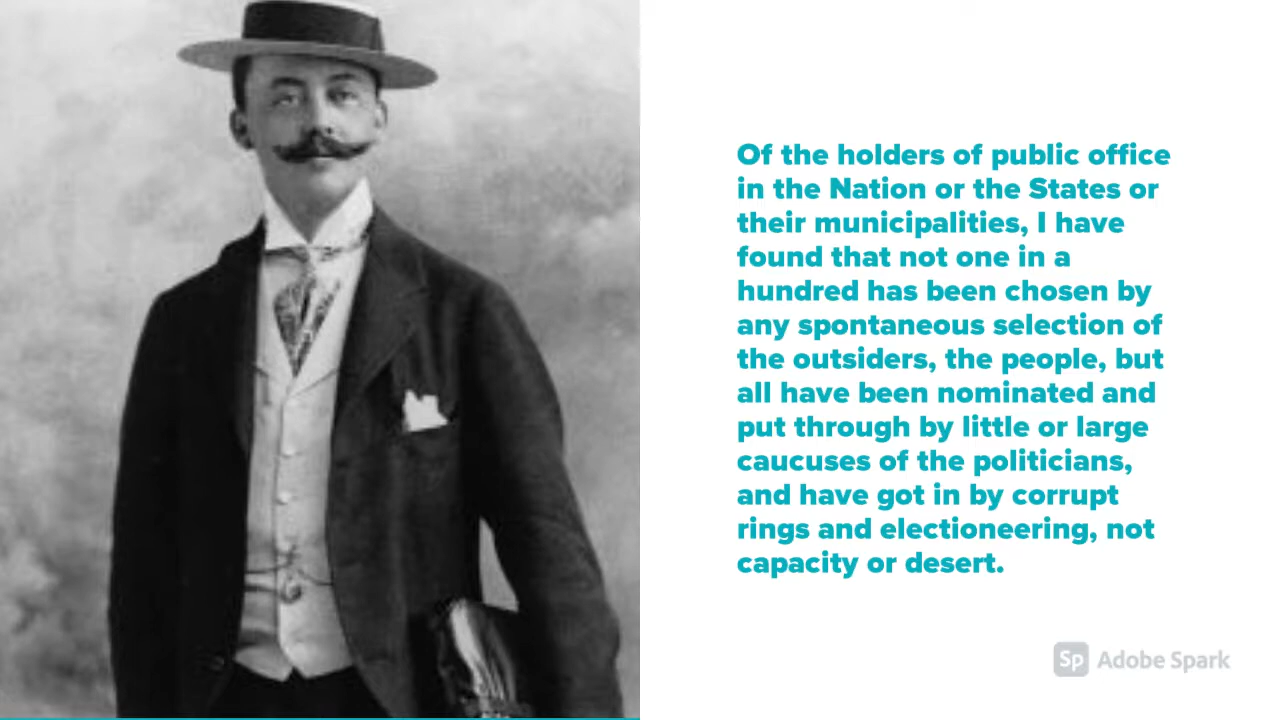 Of the holders of public office
in the Nation or the States or
their municipalities, I have
found that not one in a
hundred has been chosen by
any spontaneous selection of
the outsiders, the people, but
all have been nominated and
put through by little or large
caucuses of the politicians,
and have got in by corrupt
rings and electioneering, not
capacity or desert.
Sp Adobe Spark